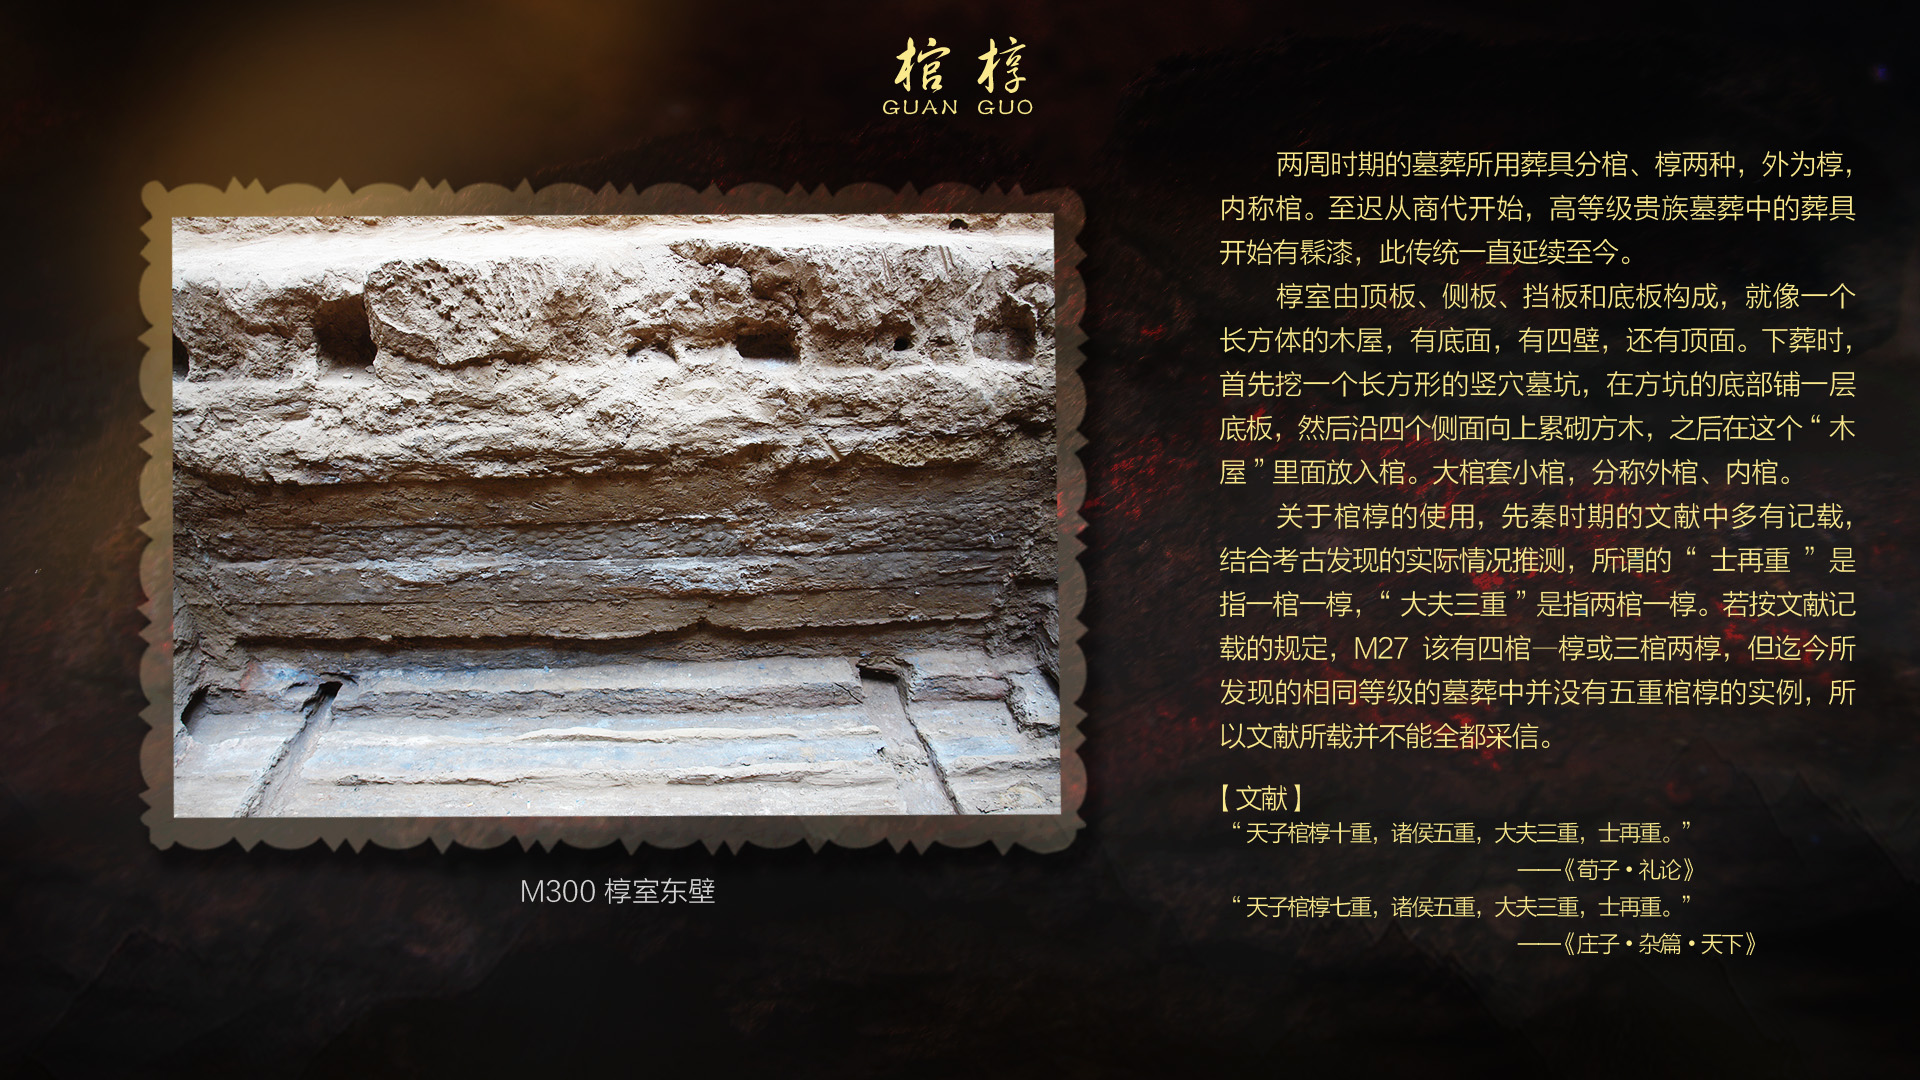 棺 椁
GUAN GUO
两周时期的墓葬所用葬具分棺、椁两种，外为椁，
内称棺。至迟从商代开始，高等级贵族墓葬中的葬具
开始有髹漆，此传统一直延续至今。
椁室由顶板、侧板、挡板和底板构成，就像一个
长方体的木屋，有底面，有四壁，还有顶面。下葬时，
首先挖一个长方形的竖穴墓坑，在方坑的底部铺一层
底板，然后沿四个侧面向上累砌方木，之后在这个“木
屋”里面放入棺。大棺套小棺，分称外棺、内棺。
关于棺椁的使用，先秦时期的文献中多有记载，
结合考古发现的实际情况推测，所谓的“ 士再重 ”是
指一棺一椁，“ 大夫三重 ”是指两棺一椁。若按文献记
载的规定，M27 该有四棺一椁或三棺两椁，但迄今所
发现的相同等级的墓葬中并没有五重棺椁的实例，所
以文献所载并不能全都采信。
【文献】
“天子棺椁十重，诸侯五重，大夫三重，士再重。”
——《荀子·礼论》
“天子棺椁七重，诸侯五重，大夫三重，士再重。”
——《庄子·杂篇·天下》
M300 椁室东壁